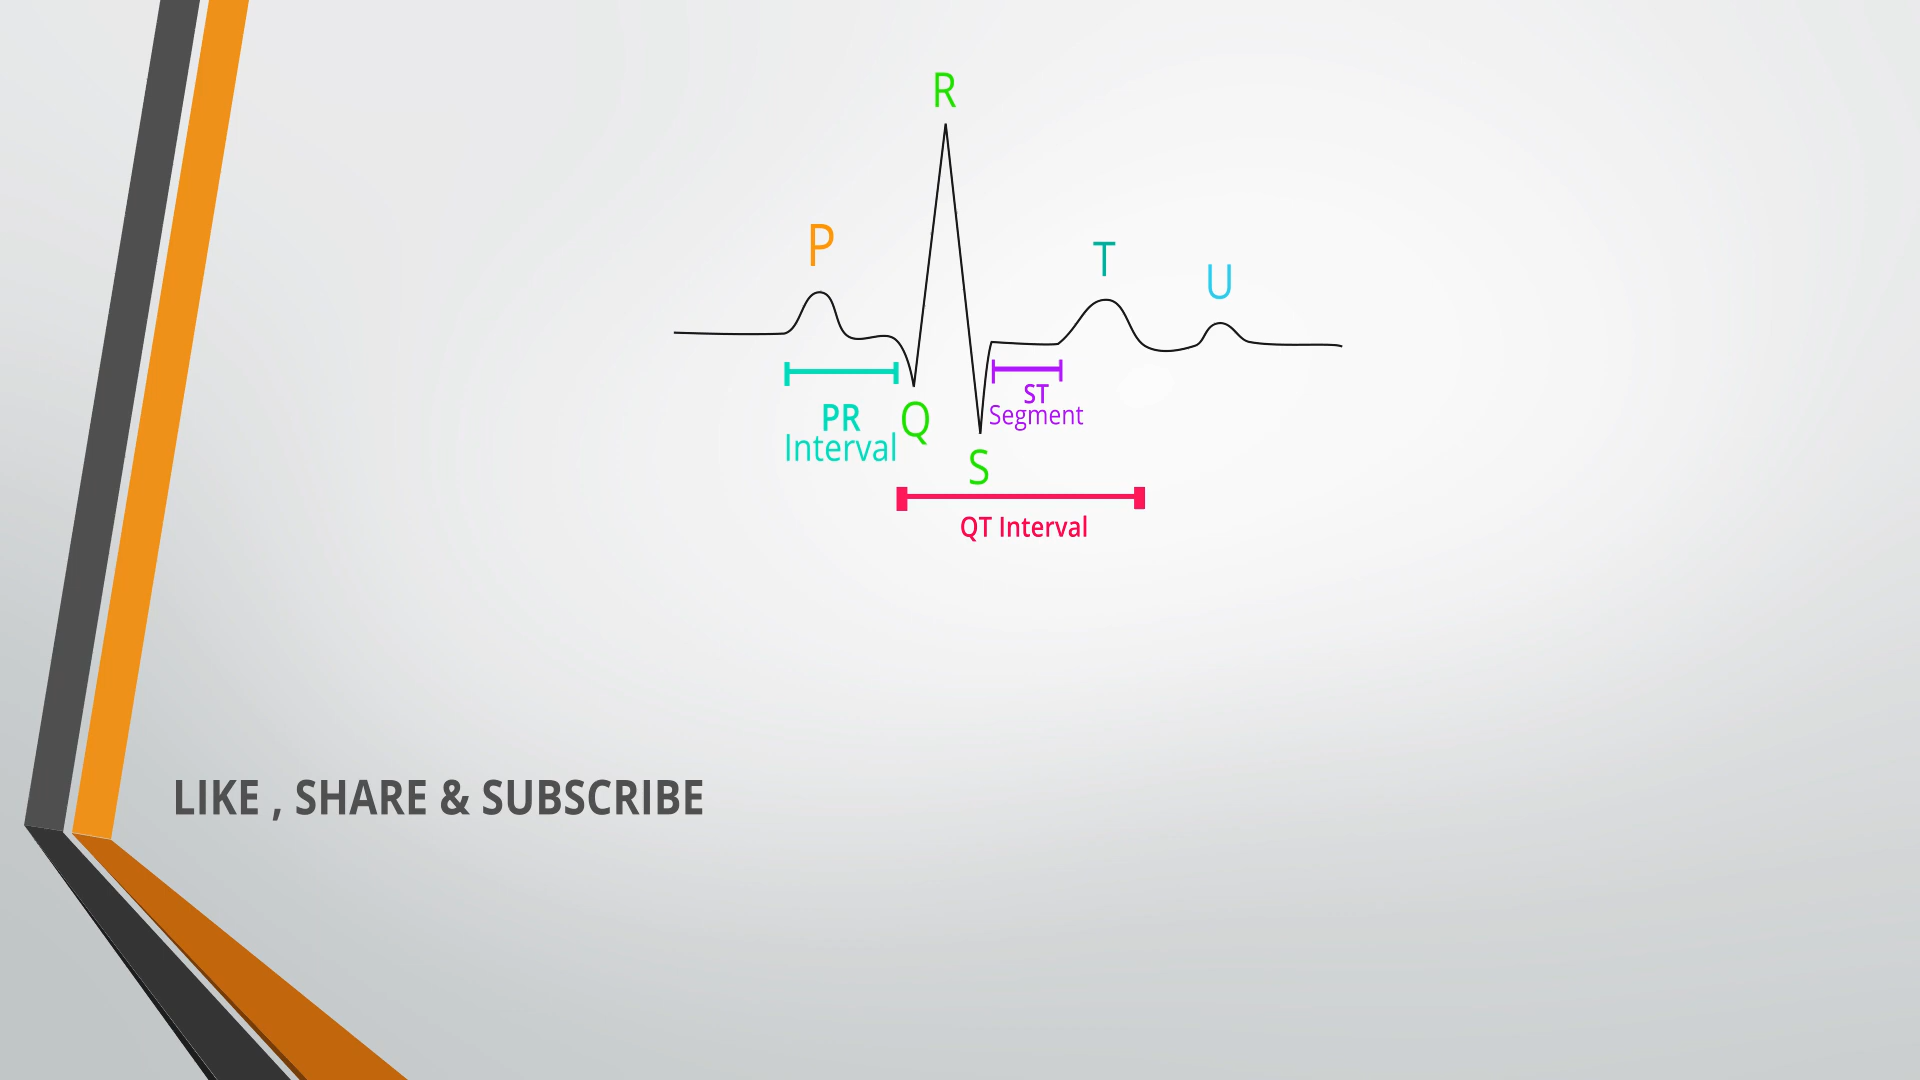 R
P
T
U
PR
Interval
Q
ST
Segment
S
QT Interval
LIKE , SHARE & SUBSCRIBE